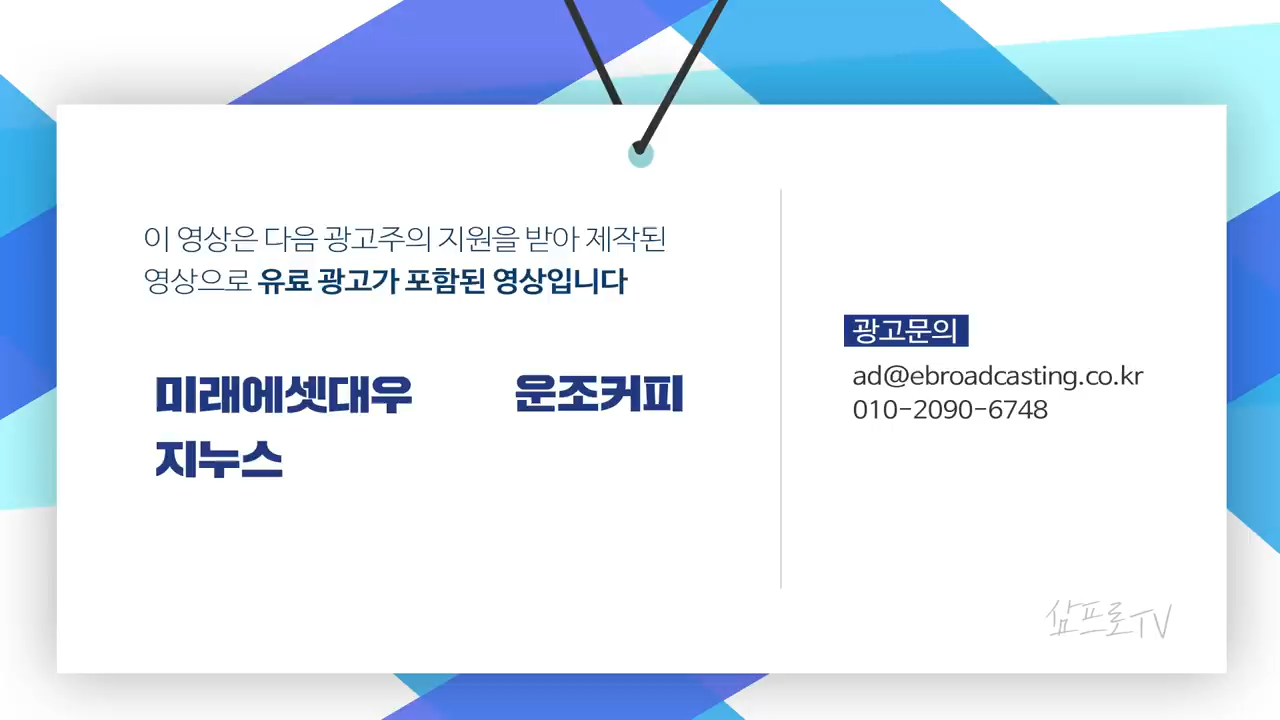 이 영상은 다음 광고주의 지원을 받아 제작된
영상으로 유료 광고가 포함된 영상입니다
미래에셋대우 운조커피
지누스
광고문의
ad@ebroadcasting.co.kr
010-2090-6748
삼프로TV